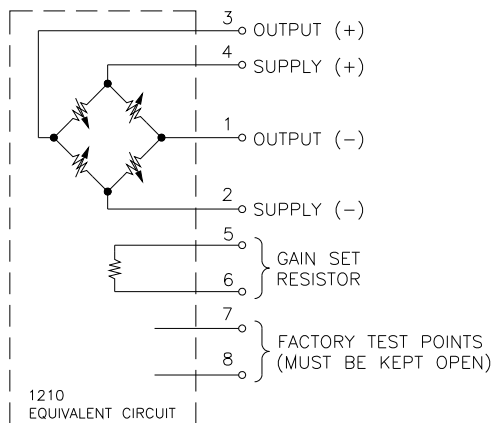 3
OUTPUT (+)
4
SUPPLY (+)
1
OUTPUT (-)
2
SUPPLY (-)
5
GAIN SET
RESISTOR
6
7
FACTORY TEST POINTS
(MUST BE KEPT OPEN)
8
1210
EQUIVALENT CIRCUIT